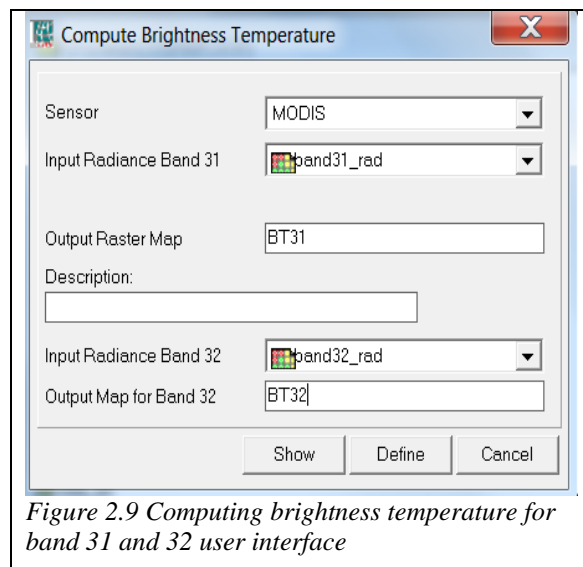 Compute Brightness Temperature
Sensor
MODIS
Input Radiance Band 31
band31_rad
Output Raster Map
BT31
Description:
Input Radiance Band 32
band32_rad
Output Map for Band 32
BT32
Show
Define
Cancel
Figure 2.9 Computing brightness temperature for
band 31 and 32 user interface